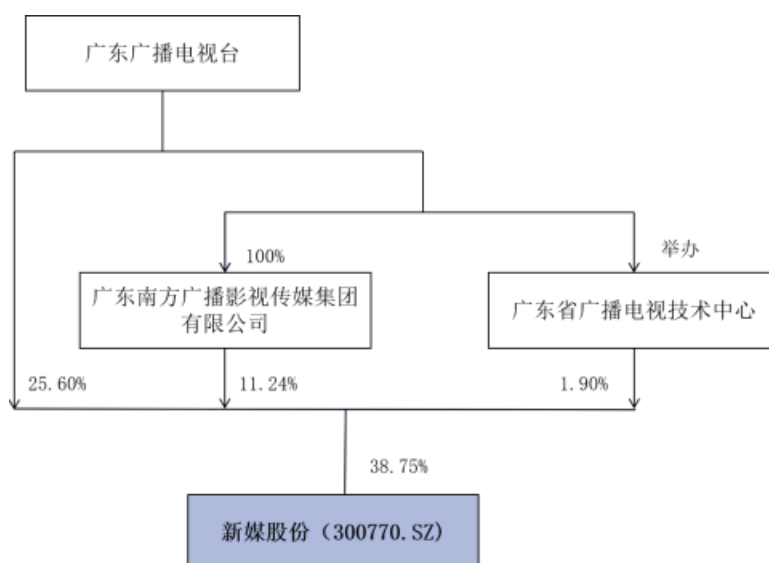 广东广播电视台
100%
举办
广东南方广播影视传媒集团
有限公司
广东省广播电视技术中心
25.60%
11.24%
1.90%
38.75%
新媒股份（300770.SZ)